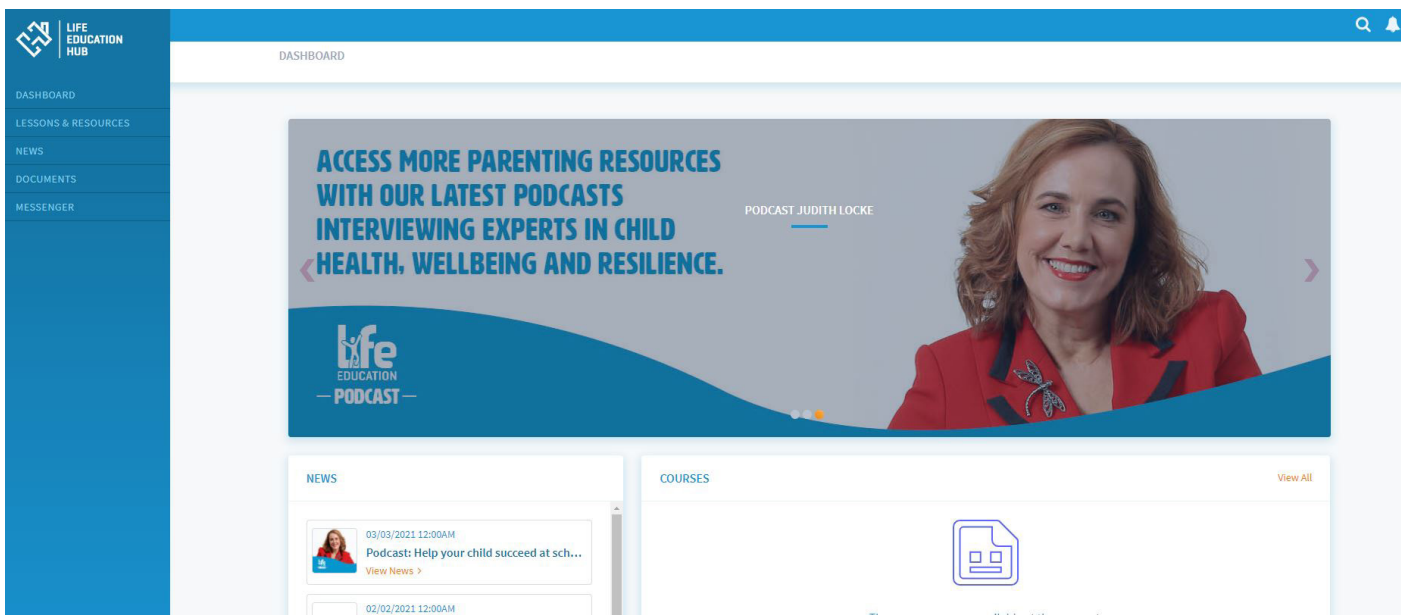 LIFE
EDUCATION
HUB
DASHBOARD
LESSONS & RESOURCES
NEWS
DOCUMENTS
MESSENGER
DASHBOARD
ACCESS MORE PARENTING RESOURCES
WITH OUR LATEST PODCASTS
INTERVIEWING EXPERTS IN CHILD
HEALTH, WELLBEING AND RESILIENCE.
PODCAST JUDITH LOCKE
life
EDUCATION
— PODCAST —
NEWS
03/03/2021 12:00AM
Podcast: Help your child succeed at sch...
View News >
02/02/2021 12:00AM
COURSES
View All